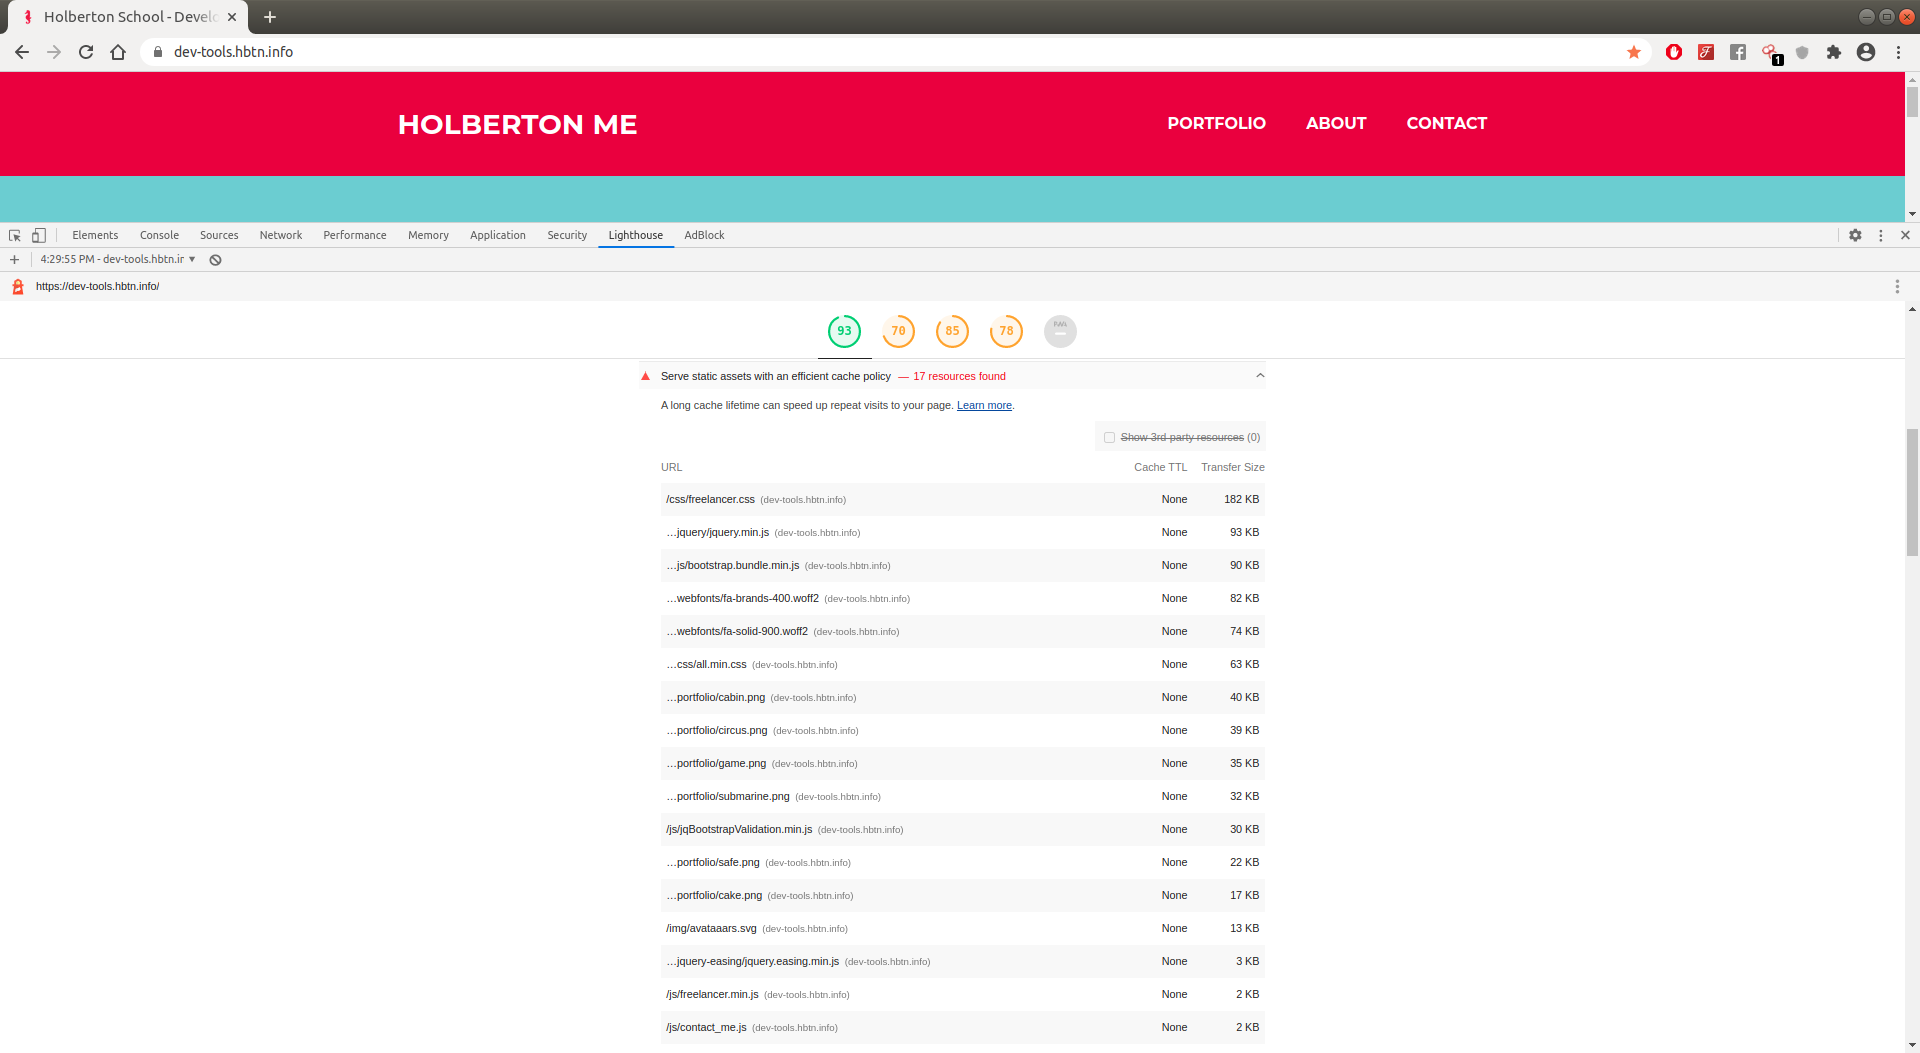 Holberton School - Develo
dev-tools.hbtn.info
1
HOLBERTON ME
PORTFOLIO ABOUT CONTACT
Elements Console Sources Network Performance Memory Application Security Lighthouse AdBlock
4:29:55 PM - dev-tools.hbtn.ir
https://dev-tools.hbtn.info/
93 70 85 78 PWA
Serve static assets with an efficient cache policy — 17 resources found
A long cache lifetime can speed up repeat visits to your page. Learn more.
Show 3rd-party resources (0)
URL Cache TTL Transfer Size
/css/freelancer.css (dev-tools.hbtn.info) None 182 KB
…jquery/jquery.min.js (dev-tools.hbtn.info) None 93 KB
…js/bootstrap.bundle.min.js (dev-tools.hbtn.info) None 90 KB
…webfonts/fa-brands-400.woff2 (dev-tools.hbtn.info) None 82 KB
…webfonts/fa-solid-900.woff2 (dev-tools.hbtn.info) None 74 KB
…css/all.min.css (dev-tools.hbtn.info) None 63 KB
…portfolio/cabin.png (dev-tools.hbtn.info) None 40 KB
…portfolio/circus.png (dev-tools.hbtn.info) None 39 KB
…portfolio/game.png (dev-tools.hbtn.info) None 35 KB
…portfolio/submarine.png (dev-tools.hbtn.info) None 32 KB
/js/jqBootstrapValidation.min.js (dev-tools.hbtn.info) None 30 KB
…portfolio/safe.png (dev-tools.hbtn.info) None 22 KB
…portfolio/cake.png (dev-tools.hbtn.info) None 17 KB
/img/avataaars.svg (dev-tools.hbtn.info) None 13 KB
…jquery-easing/jquery.easing.min.js (dev-tools.hbtn.info) None 3 KB
/js/freelancer.min.js (dev-tools.hbtn.info) None 2 KB
/js/contact_me.js (dev-tools.hbtn.info) None 2 KB